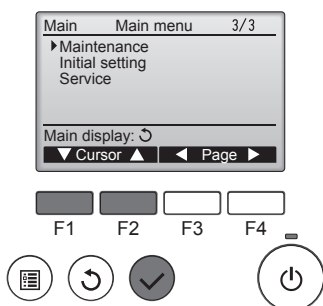 Main Main menu 3/3
Maintenance
Initial setting
Service
Main display:
Cursor Page
F1 F2 F3 F4